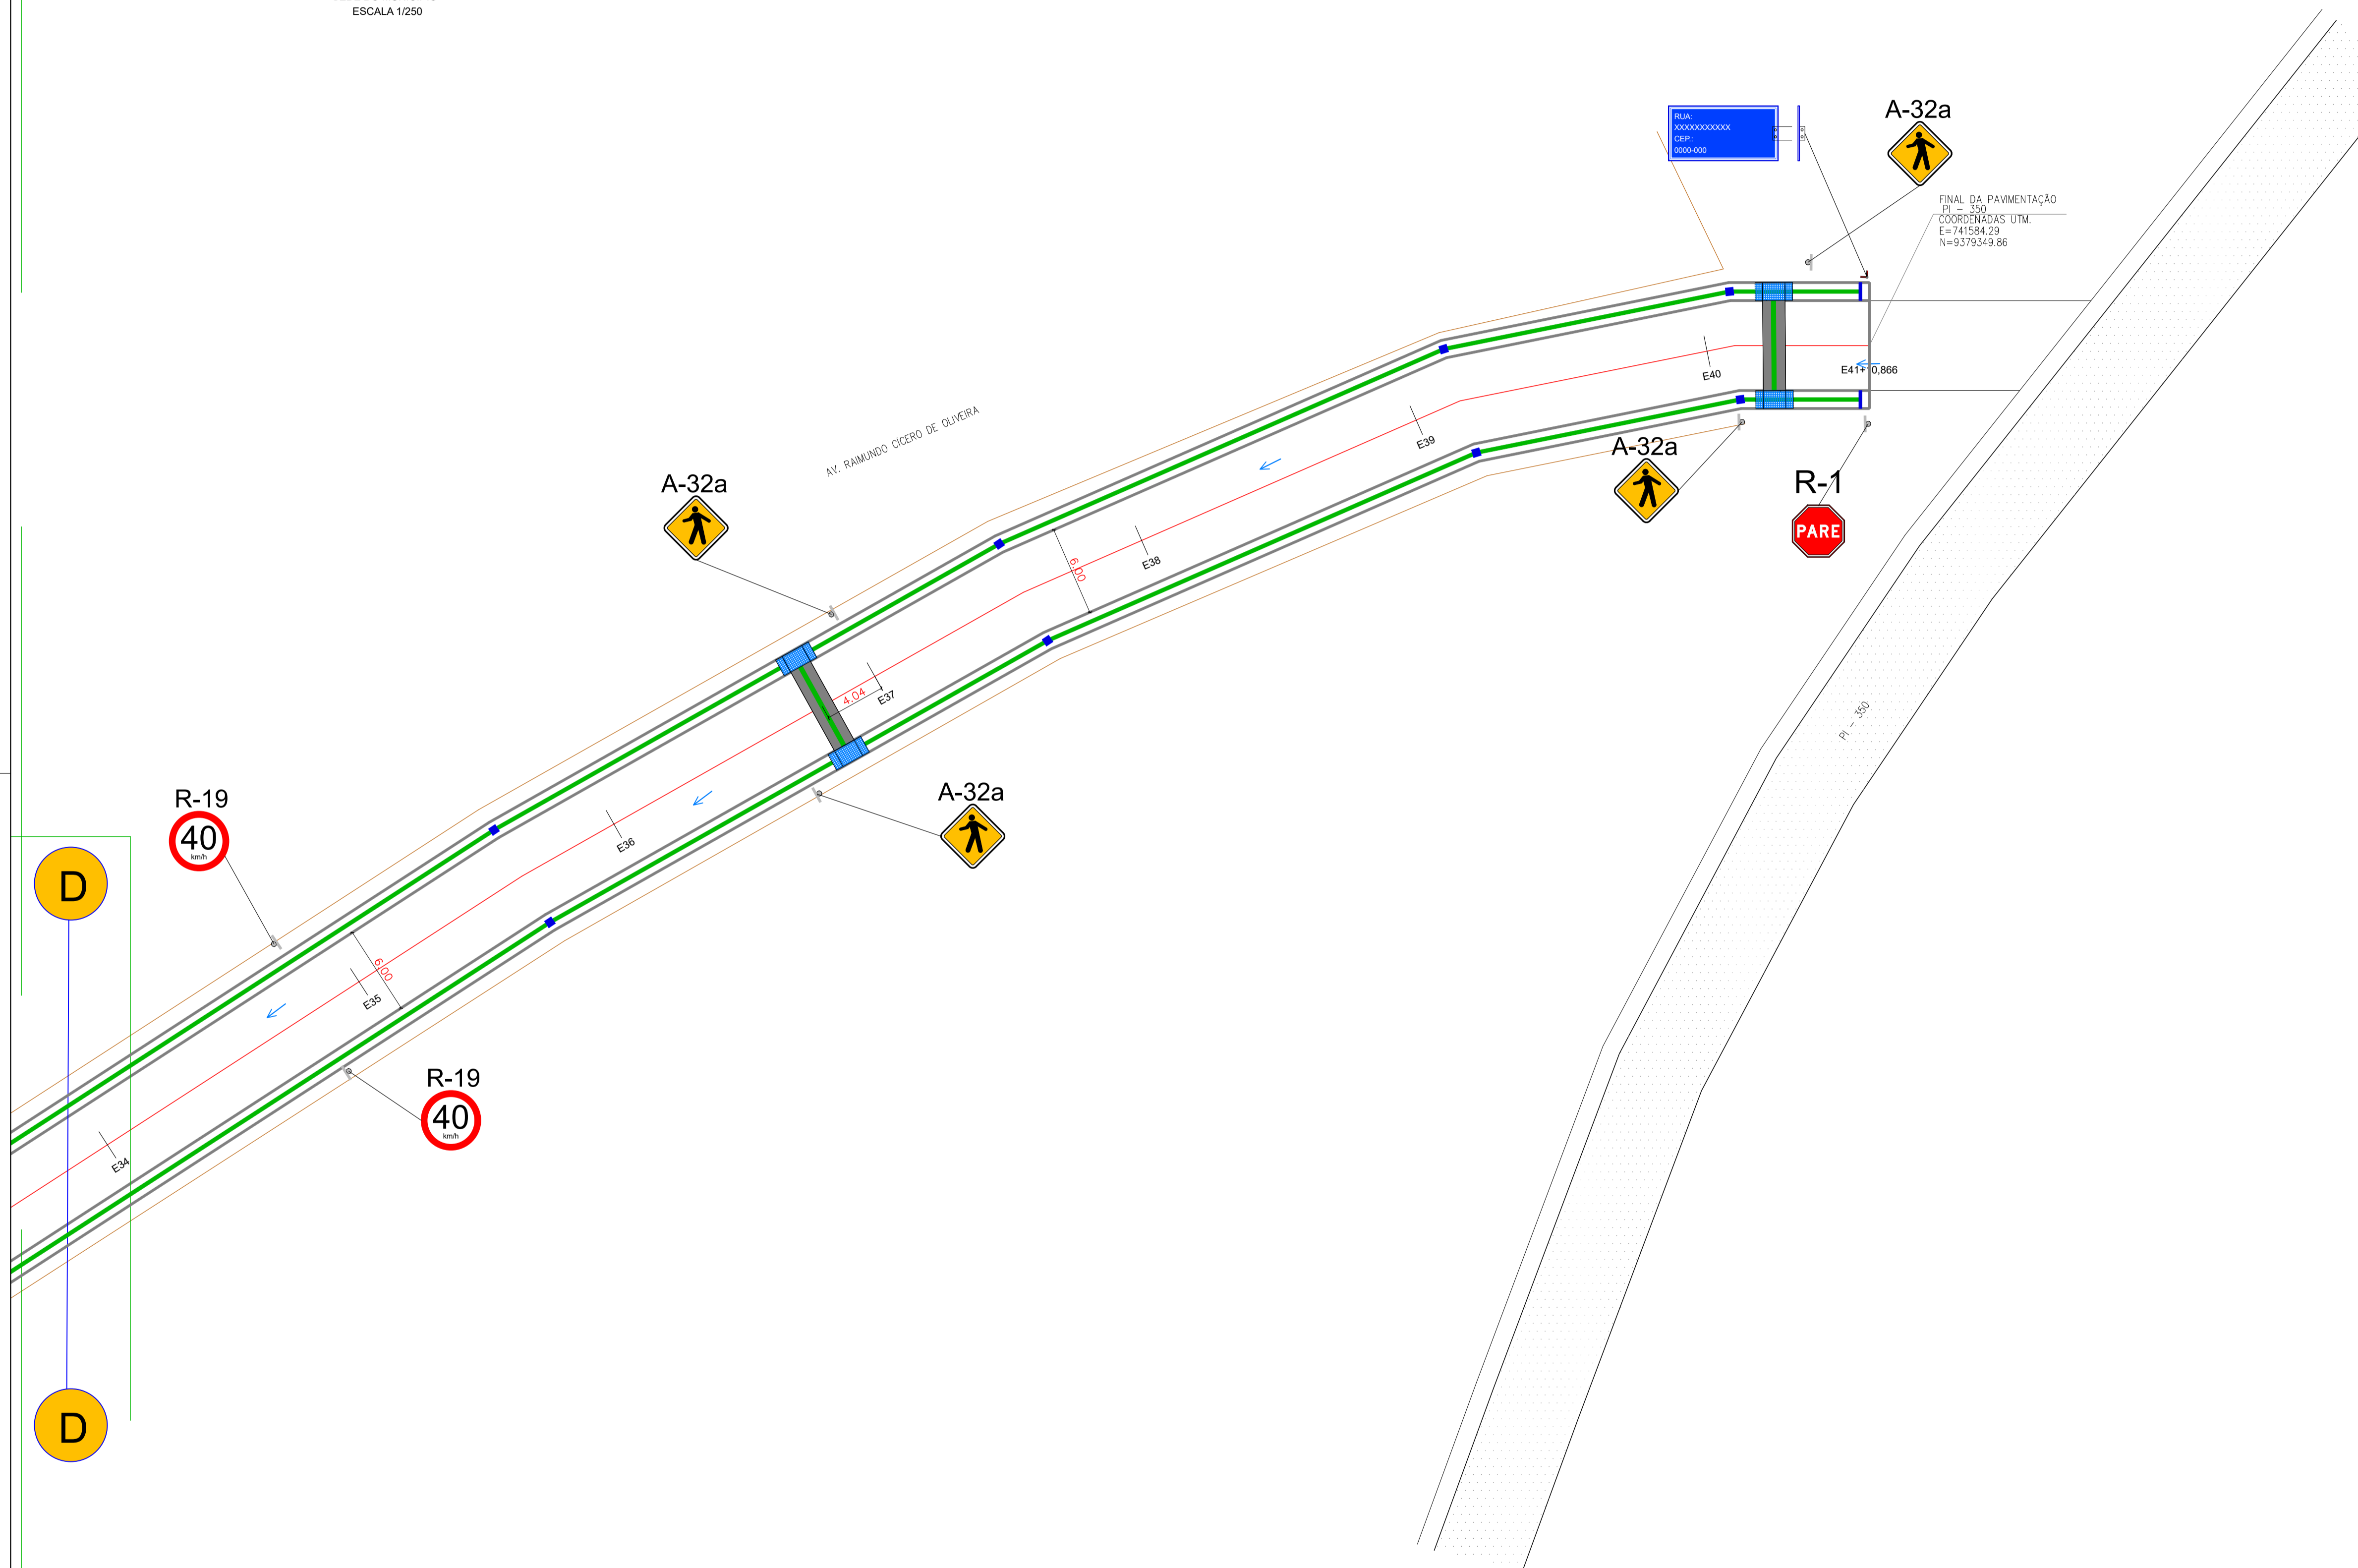 ESCALA 1/250
RUA:
XXXXXXXXXXX
CEP.:
0000-000
A-32a
FINAL DA PAVIMENTAÇÃO
PI - 350
COORDENADAS UTM.
E=741584.29
N=9379349.86
E41+10,866
E40
E39
AV. RAIMUNDO CÍCERO DE OLIVEIRA
A-32a
R-1
PARE
A-32a
6.00
E38
4.04
E37
PI - 350
R-19
40
km/h
A-32a
E36
D
6.00
E35
R-19
40
km/h
E34
D